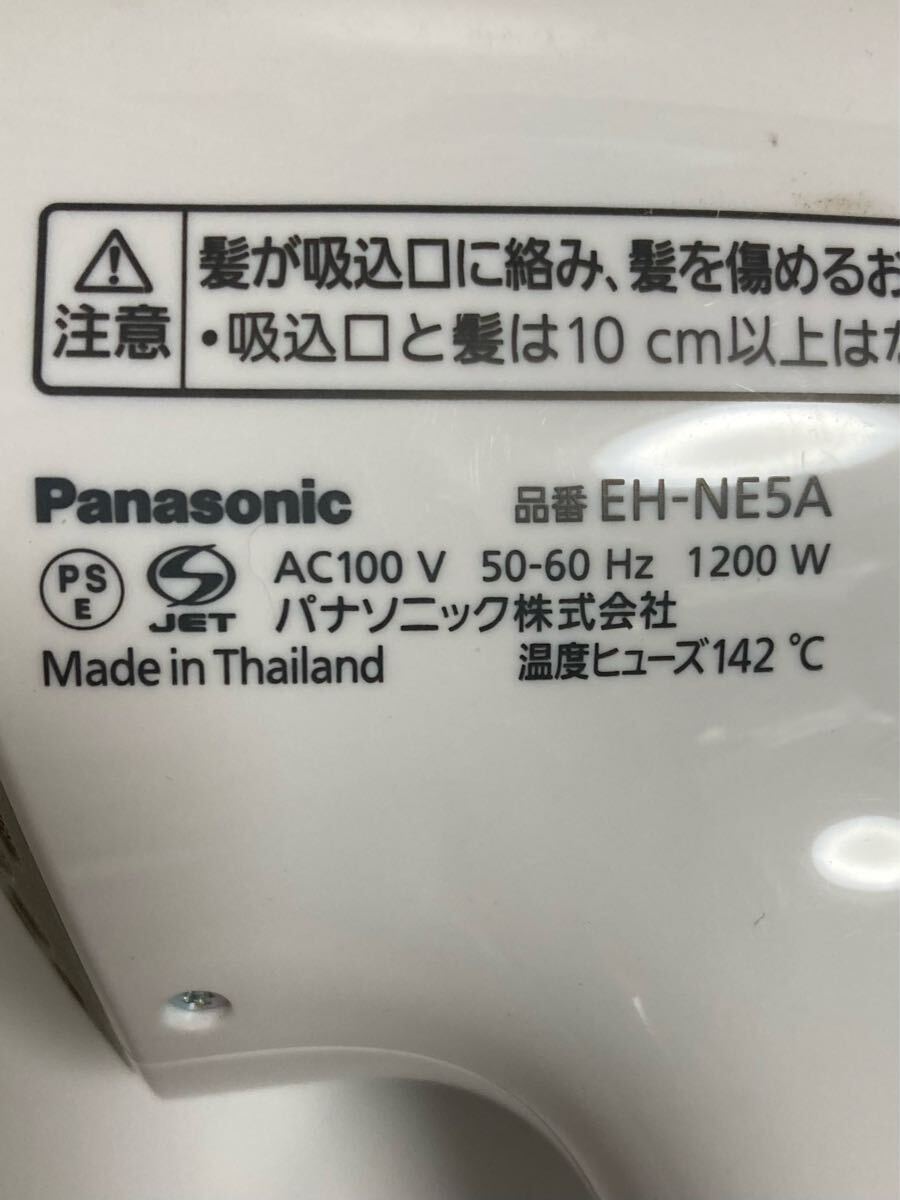 注意
髪が吸込口に絡み、髪を傷めるお
・吸込口と髪は10 cm以上はな
Panasonic 品番 EH-NE5A
PS E JET AC100 V 50-60 Hz 1200 W
パナソニック株式会社
Made in Thailand 温度ヒューズ142 ℃